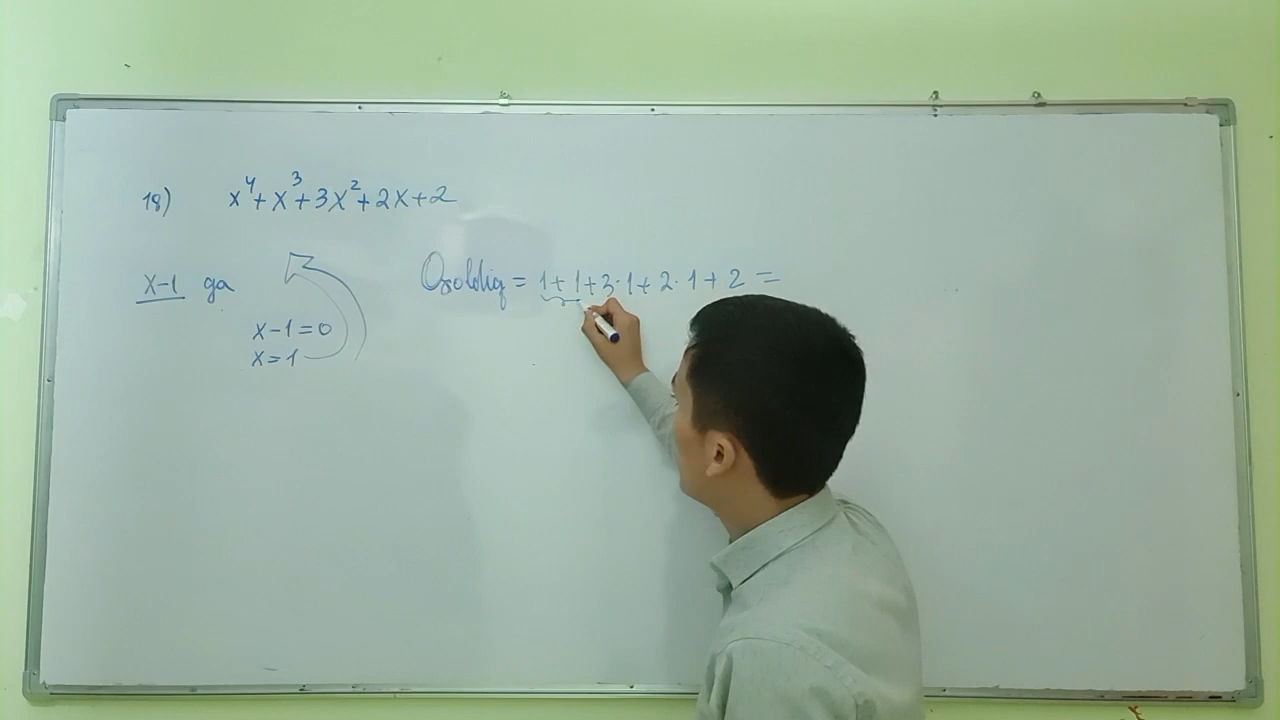 18) x⁴+x³+3x²+2x+2
x-1 ga
Qoldiq = 1+1+3·1+2·1+2=
x-1=0
x=1